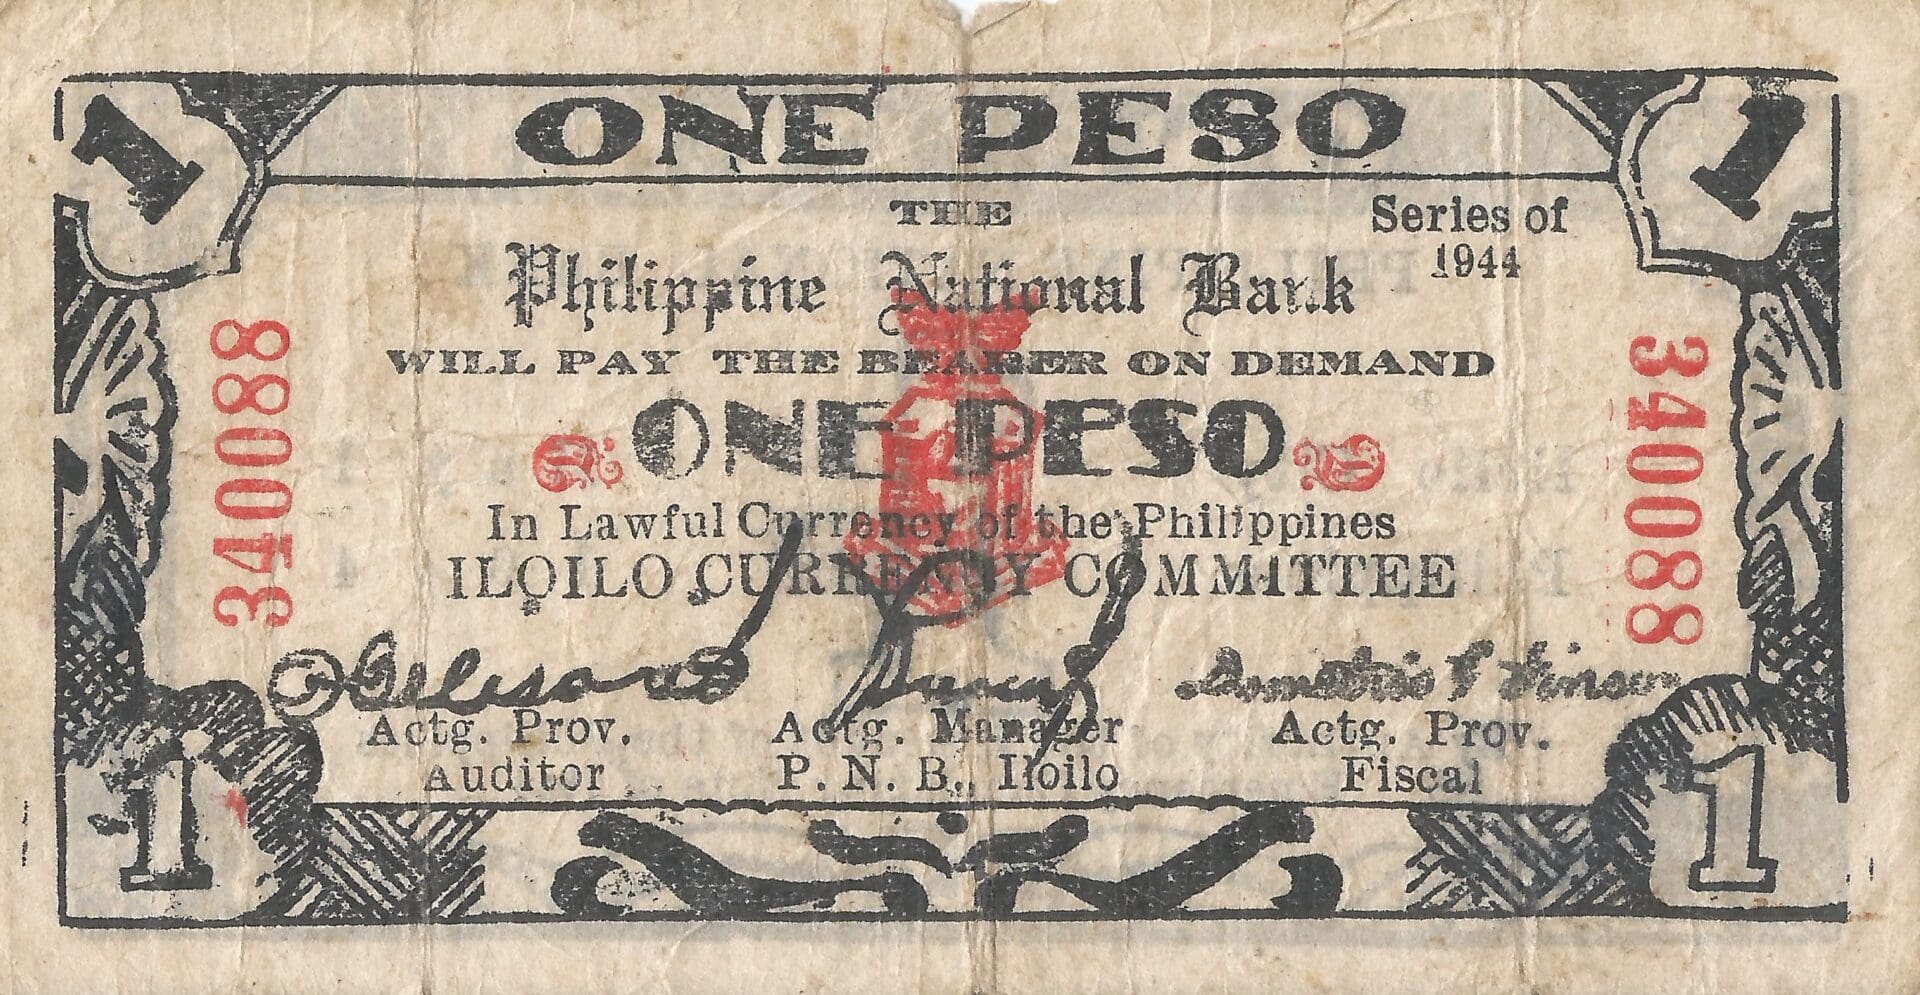 1 ONE PESO 1
THE
Series of
1944
Philippine National Bank
WILL PAY THE BEARER ON DEMAND
340088
340088
D ONE PESO D
In Lawful Currency of the Philippines
ILOILO CURRENCY COMMITTEE
Actg. Prov.
Auditor
Actg. Manager
P. N. B., Iloilo
Actg. Prov.
Fiscal
1 1